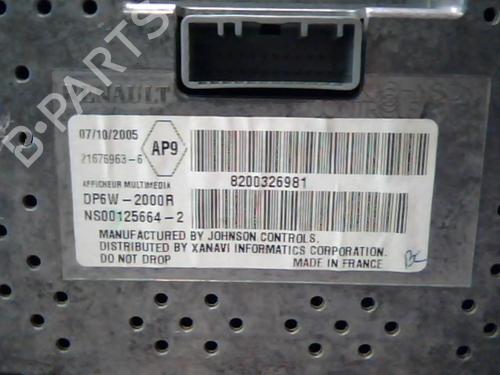 B-PARTS
RENAULT
07/10/2005
AP9
21676963-6
8200326981
AFFICHEUR MULTIMEDIA
DP6W-2000R
NS00125664-2
MANUFACTURED BY JOHNSON CONTROLS.
DISTRIBUTED BY XANAVI INFORMATICS CORPORATION.
DO NOT DROP
MADE IN FRANCE